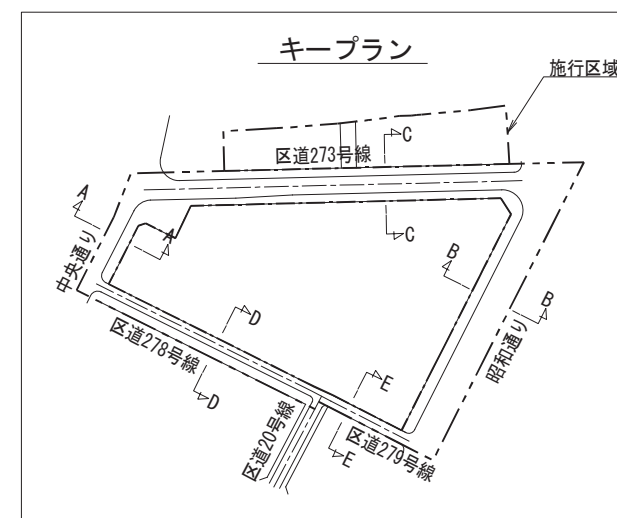 キープラン
施行区域
区道273号線
C
C
A
A
中央通り
B
B
昭和通り
D
D
区道278号線
E
E
区道20号線
区道279号線